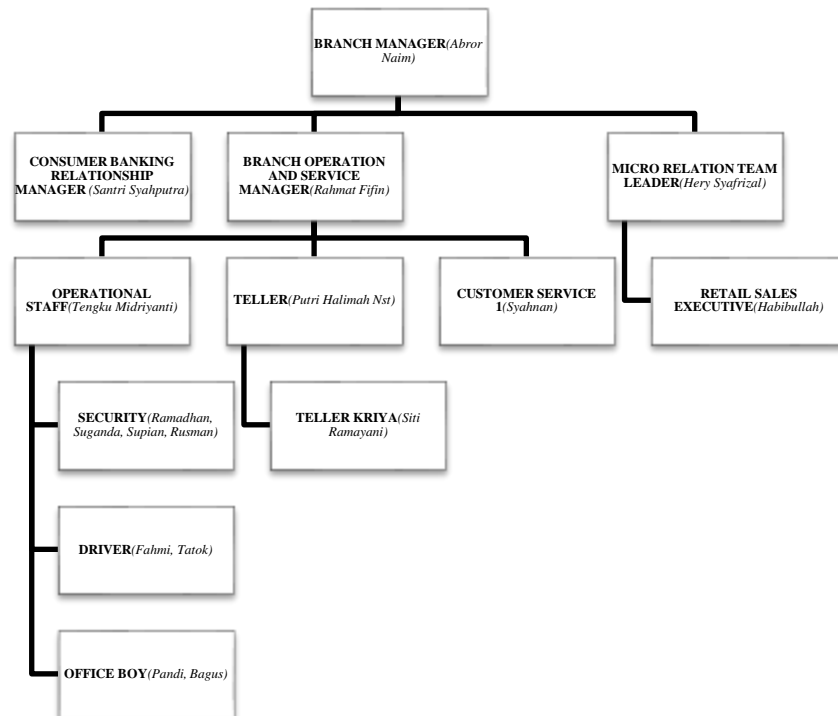 BRANCH MANAGER(Abror
Naim)
CONSUMER BANKING
RELATIONSHIP
MANAGER (Santri Syahputra)
BRANCH OPERATION
AND SERVICE
MANAGER(Rahmat Fifin)
MICRO RELATION TEAM
LEADER(Hery Syafrizal)
OPERATIONAL
STAFF(Tengku Midriyanti)
TELLER(Putri Halimah Nst)
CUSTOMER SERVICE
1(Syahnan)
RETAIL SALES
EXECUTIVE(Habibullah)
SECURITY(Ramadhan,
Suganda, Supian, Rusman)
TELLER KRIYA(Siti
Ramayani)
DRIVER(Fahmi, Tatok)
OFFICE BOY(Pandi, Bagus)